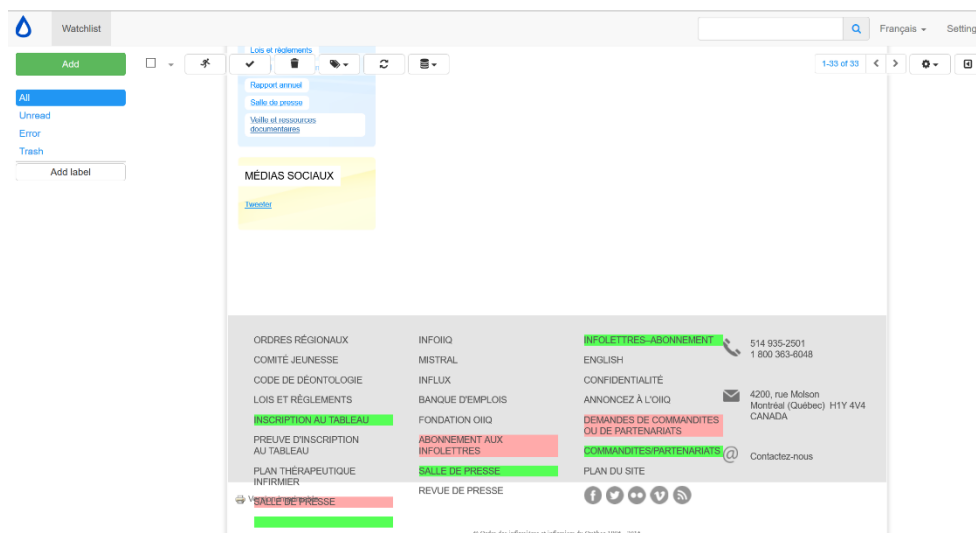 Watchlist
Français
Setting
Add
1-33 of 33
All
Unread
Error
Trash
Add label
Lois et règlements
Rapport annuel
Salle de presse
Veille et ressources
documentaires
MÉDIAS SOCIAUX
Tweeter
ORDRES RÉGIONAUX
COMITÉ JEUNESSE
CODE DE DÉONTOLOGIE
LOIS ET RÈGLEMENTS
INSCRIPTION AU TABLEAU
PREUVE D'INSCRIPTION
AU TABLEAU
PLAN THÉRAPEUTIQUE
INFIRMIER
SALLE DE PRESSE
INFOIIQ
MISTRAL
INFLUX
BANQUE D'EMPLOIS
FONDATION OIIQ
ABONNEMENT AUX
INFOLETTRES
SALLE DE PRESSE
REVUE DE PRESSE
INFOLETTRES–ABONNEMENT
ENGLISH
CONFIDENTIALITÉ
ANNONCEZ À L'OIIQ
DEMANDES DE COMMANDITES
OU DE PARTENARIATS
COMMANDITES/PARTENARIATS
PLAN DU SITE
514 935-2501
1 800 363-6048
4200, rue Molson
Montréal (Québec) H1Y 4V4
CANADA
Contactez-nous